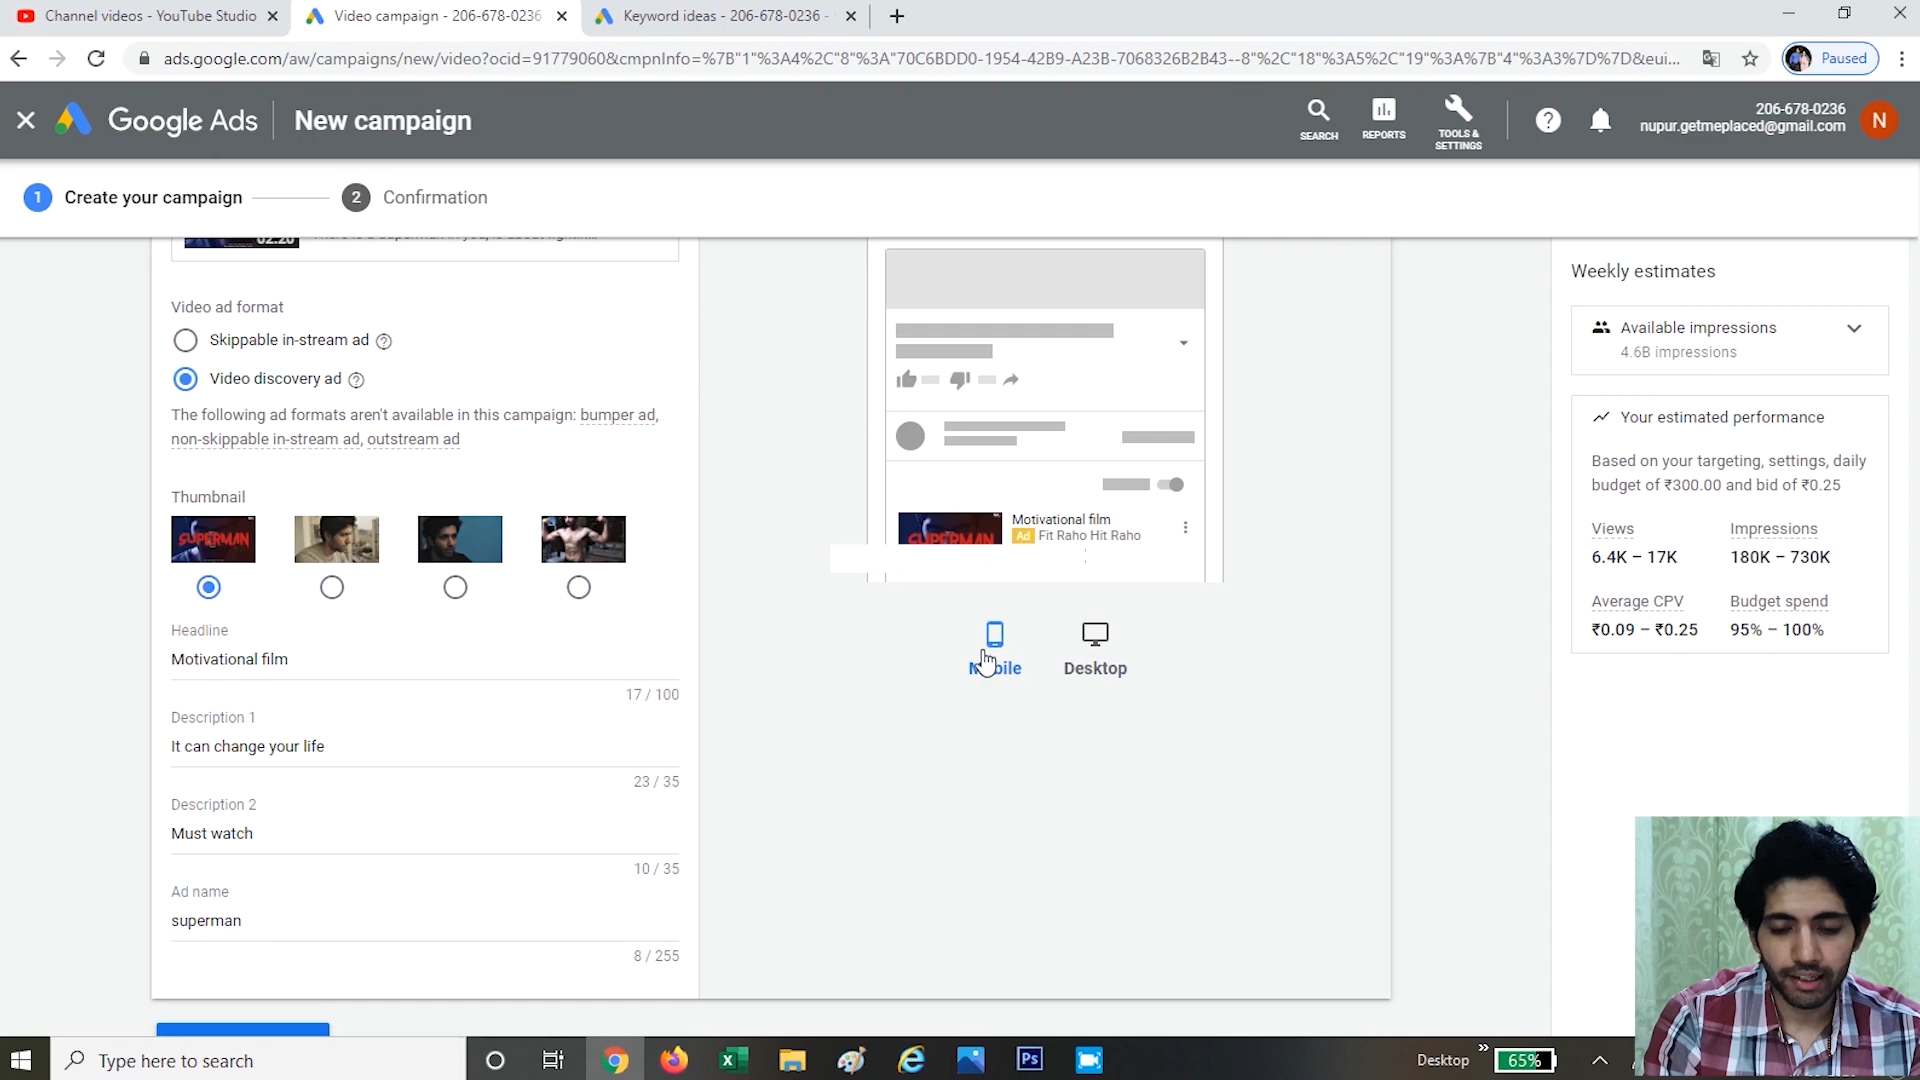 Channel videos - YouTube Studio
Video campaign - 206-678-0236
Keyword ideas - 206-678-0236 -
ads.google.com/aw/campaigns/new/video?ocid=91779060&cmpnInfo=%7B"1"%3A4%2C"8"%3A"70C6BDD0-1954-42B9-A23B-7068326B2B43--8"%2C"18"%3A5%2C"19"%3A%7B"4"%3A3%7D%7D&eui...
Paused
Google Ads
New campaign
SEARCH
REPORTS
TOOLS &
SETTINGS
206-678-0236
nupur.getmeplaced@gmail.com
N
1
Create your campaign
2
Confirmation
02:20
Video ad format
Skippable in-stream ad
Video discovery ad
The following ad formats aren't available in this campaign: bumper ad,
non-skippable in-stream ad, outstream ad
Thumbnail
SUPERMAN
Headline
Motivational film
17 / 100
Description 1
It can change your life
23 / 35
Description 2
Must watch
10 / 35
Ad name
superman
8 / 255
SUPERMAN
Motivational film
Ad Fit Raho Hit Raho
Mobile
Desktop
Weekly estimates
Available impressions
4.6B impressions
Your estimated performance
Based on your targeting, settings, daily
budget of ₹300.00 and bid of ₹0.25
Views
Impressions
6.4K – 17K
180K – 730K
Average CPV
Budget spend
₹0.09 – ₹0.25
95% – 100%
Type here to search
Ps
Desktop
65%